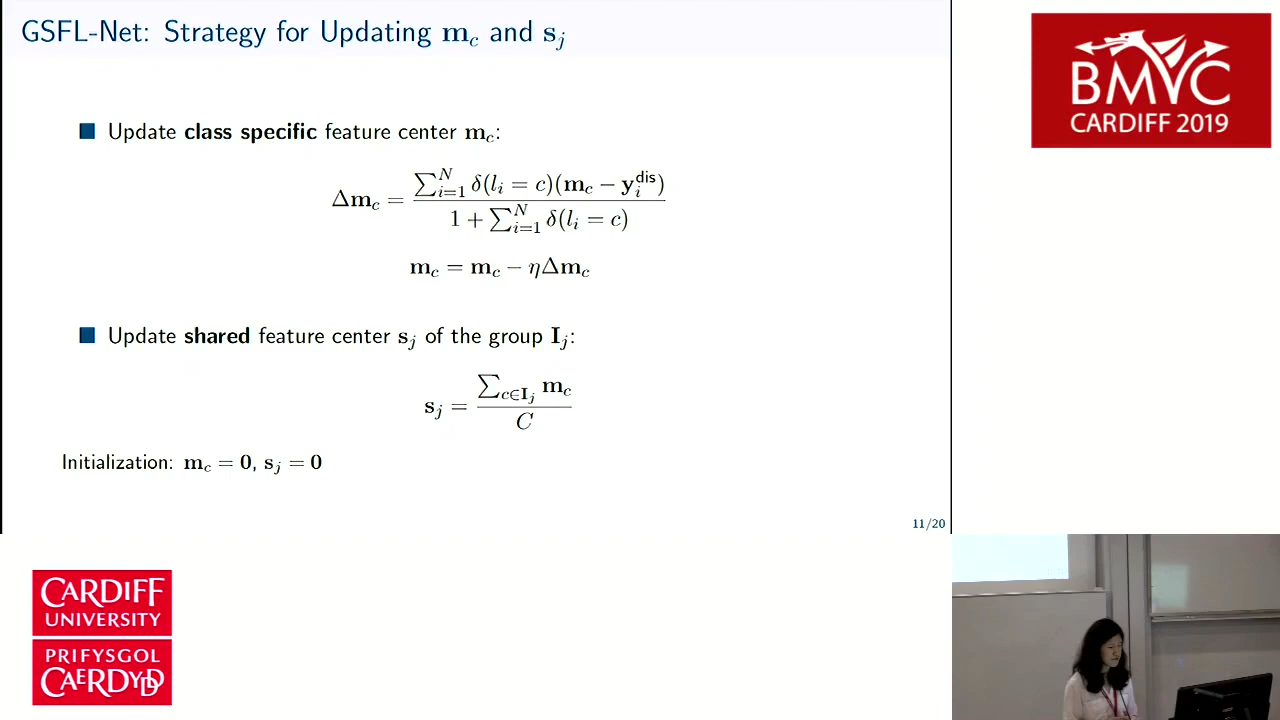 GSFL-Net: Strategy for Updating m_c and s_j
Update class specific feature center m_c:
Δm_c = \frac{∑_{i=1}^{N} δ(l_i = c)(m_c − y_i^{dis})}{1 + ∑_{i=1}^{N} δ(l_i = c)}
m_c = m_c − ηΔm_c
Update shared feature center s_j of the group I_j:
s_j = \frac{∑_{c∈I_j} m_c}{C}
Initialization: m_c = 0, s_j = 0
11/20
BMVC
CARDIFF 2019
CARDIFF
UNIVERSITY
PRIFYSGOL
CAERDYDD